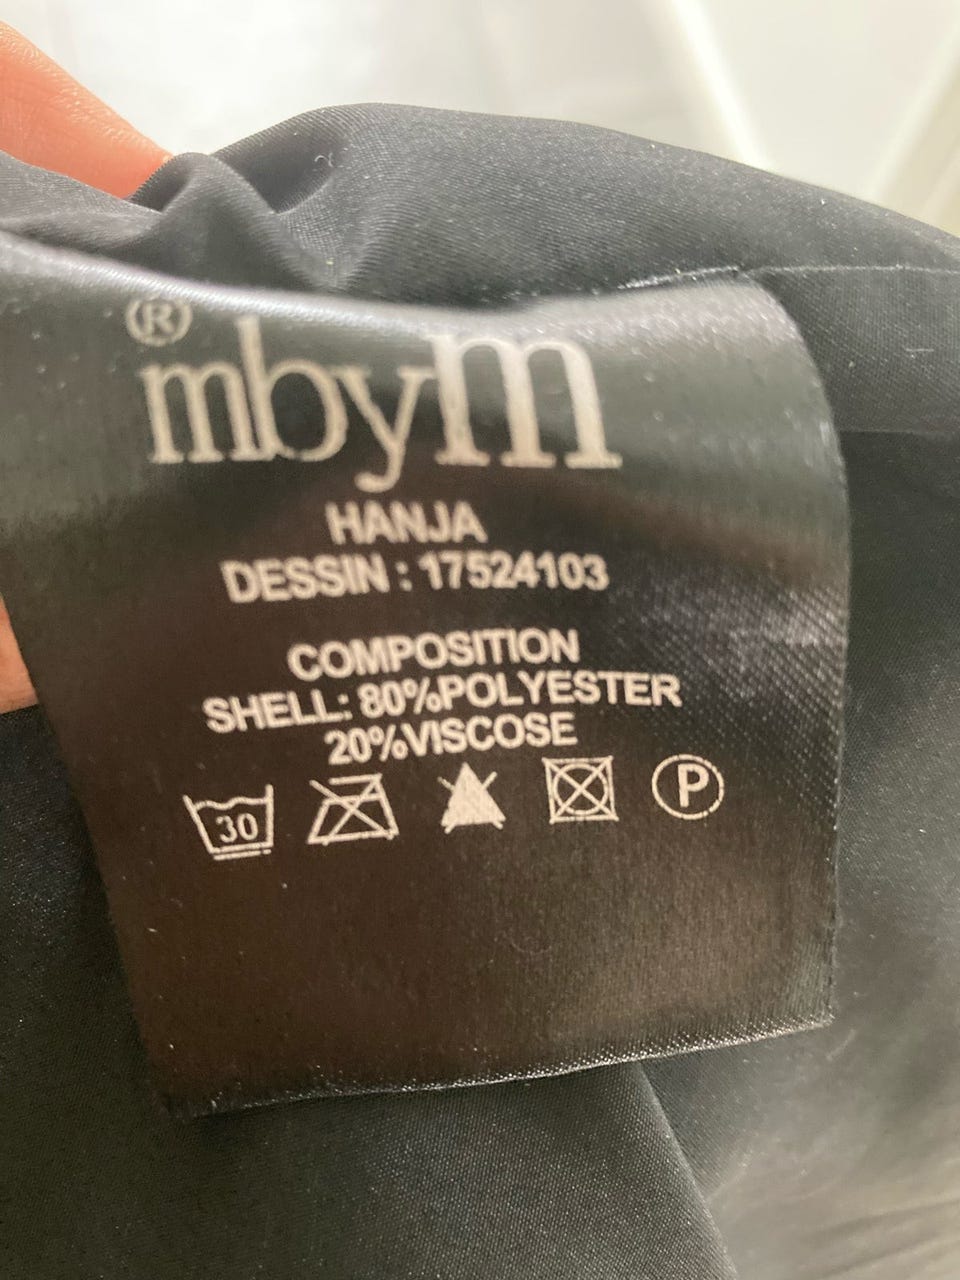 ®
mbyM
HANJA
DESSIN : 17524103
COMPOSITION
SHELL: 80%POLYESTER
20%VISCOSE
30 P